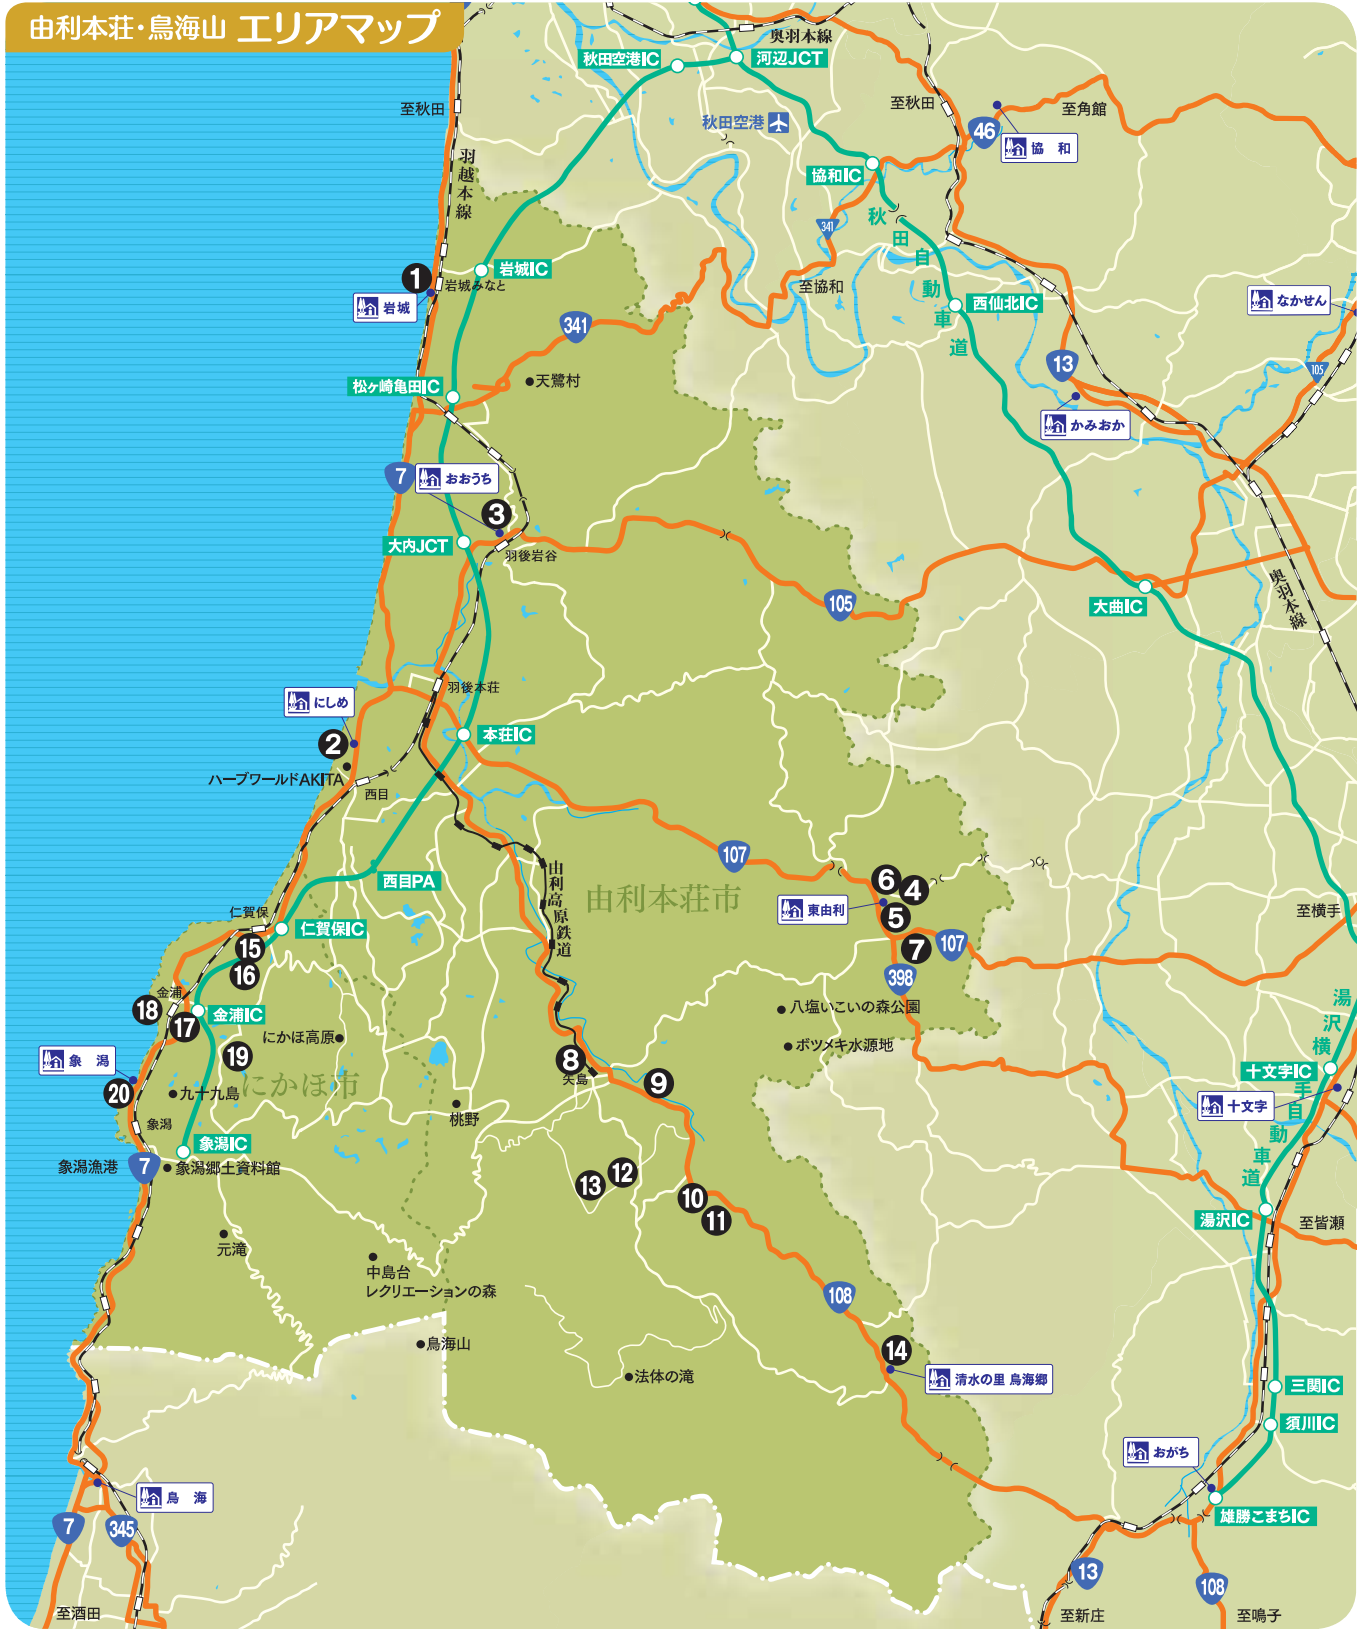 由利本荘・鳥海山 エリアマップ
奥羽本線
秋田空港IC
河辺JCT
至秋田
至秋田
至角館
秋田空港
46
協 和
羽越本線
協和IC
341
秋田自動車道
岩城IC
1
岩城みなと
岩城
至協和
西仙北IC
なかせん
341
13
105
松ヶ崎亀田IC
天鷺村
かみおか
7
おおうち
3
大内JCT
羽後岩谷
105
大曲IC
奥羽本線
羽後本荘
にしめ
本荘IC
2
ハーブワールドAKITA
西目
107
西目PA
由利高原鉄道
由利本荘市
6
4
東由利
5
仁賀保
仁賀保IC
15
7
107
至横手
16
398
金浦
18
17
金浦IC
八塩いこいの森公園
湯沢横手自動車道
にかほ高原
19
ボツメキ水源地
象 潟
8
矢島
9
十文字IC
20
九十九島
にかほ市
桃野
十文字
象潟
象潟IC
象潟漁港
7
象潟郷土資料館
13
12
10
11
湯沢IC
至皆瀬
元滝
中島台
レクリエーションの森
108
鳥海山
14
法体の滝
清水の里 鳥海郷
三関IC
須川IC
おがち
鳥 海
雄勝こまちIC
7
345
13
108
至酒田
至新庄
至鳴子